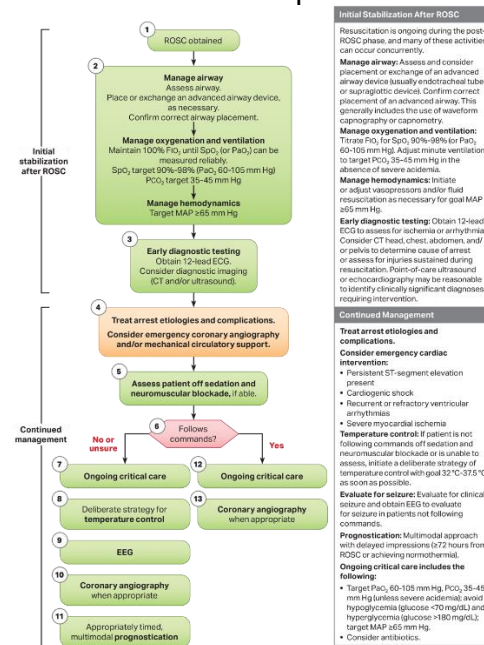 1
ROSC obtained
2
Manage airway
Assess airway.
Place or exchange an advanced airway device,
as necessary.
Confirm correct airway placement.
Manage oxygenation and ventilation
Maintain 100% FIO₂ until SpO₂ (or PaO₂) can be
measured reliably.
SpO₂ target 90%-98% (PaO₂ 60-105 mm Hg)
PCO₂ target 35-45 mm Hg
Manage hemodynamics
Target MAP ≥65 mm Hg
Initial
stabilization
after ROSC
3
Early diagnostic testing
Obtain 12-lead ECG.
Consider diagnostic imaging
(CT and/or ultrasound).
4
Treat arrest etiologies and complications.
Consider emergency coronary angiography
and/or mechanical circulatory support.
5
Assess patient off sedation and
neuromuscular blockade, if able.
Continued
management
6
Follows
commands?
No or
unsure
Yes
7
Ongoing critical care
12
Ongoing critical care
8
Deliberate strategy for
temperature control
13
Coronary angiography
when appropriate
9
EEG
10
Coronary angiography
when appropriate
11
Appropriately timed,
multimodal prognostication
Initial Stabilization After ROSC
Resuscitation is ongoing during the post-
ROSC phase, and many of these activities
can occur concurrently.
Manage airway: Assess and consider
placement or exchange of an advanced
airway device (usually endotracheal tube
or supraglottic device). Confirm correct
placement of an advanced airway. This
generally includes the use of waveform
capnography or capnometry.
Manage oxygenation and ventilation:
Titrate FIO₂ for SpO₂ 90%-98% (or PaO₂
60-105 mm Hg). Adjust minute ventilation
to target PCO₂ 35-45 mm Hg in the
absence of severe acidemia.
Manage hemodynamics: Initiate
or adjust vasopressors and/or fluid
resuscitation as necessary for goal MAP
≥65 mm Hg.
Early diagnostic testing: Obtain 12-lead
ECG to assess for ischemia or arrhythmia.
Consider CT head, chest, abdomen, and/
or pelvis to determine cause of arrest
or assess for injuries sustained during
resuscitation. Point-of-care ultrasound
or echocardiography may be reasonable
to identify clinically significant diagnoses
requiring intervention.
Continued Management
Treat arrest etiologies and
complications.
Consider emergency cardiac
intervention:
• Persistent ST-segment elevation
present
• Cardiogenic shock
• Recurrent or refractory ventricular
arrhythmias
• Severe myocardial ischemia
Temperature control: If patient is not
following commands off sedation and
neuromuscular blockade or is unable to
assess, initiate a deliberate strategy of
temperature control with goal 32 °C-37.5 °C
as soon as possible.
Evaluate for seizure: Evaluate for clinical
seizure and obtain EEG to evaluate
for seizure in patients not following
commands.
Prognostication: Multimodal approach
with delayed impressions (≥72 hours from
ROSC or achieving normothermia).
Ongoing critical care includes the
following:
• Target PaO₂ 60-105 mm Hg, PCO₂ 35-45
mm Hg (unless severe acidemia); avoid
hypoglycemia (glucose <70 mg/dL) and
hyperglycemia (glucose >180 mg/dL);
target MAP ≥65 mm Hg.
• Consider antibiotics.